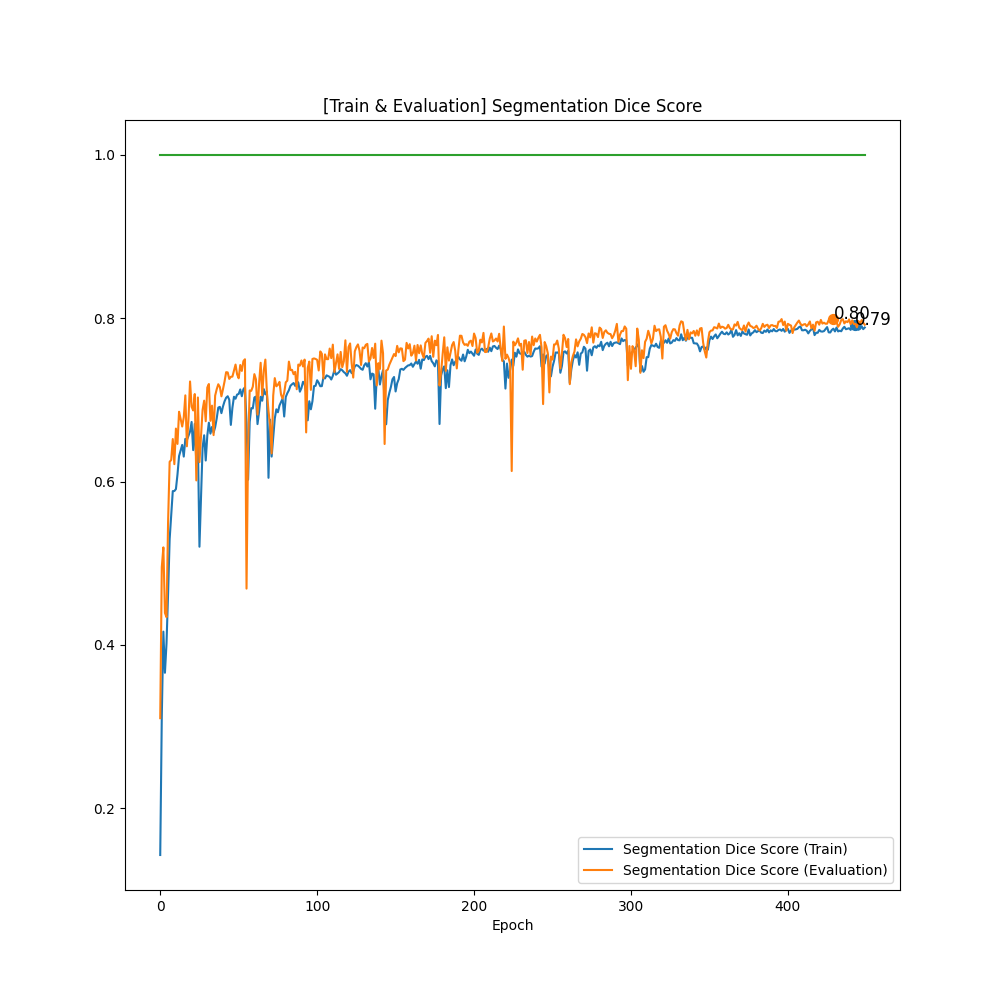 [Train & Evaluation] Segmentation Dice Score
1.0
0.8
0.6
0.4
0.2
0.80
0.79
Segmentation Dice Score (Train)
Segmentation Dice Score (Evaluation)
0 100 200 300 400
Epoch